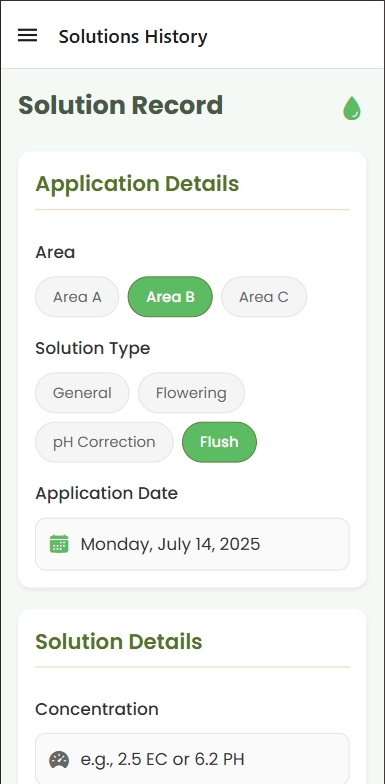 Solutions History
Solution Record
Application Details
Area
Area A Area B Area C
Solution Type
General Flowering
pH Correction Flush
Application Date
Monday, July 14, 2025
Solution Details
Concentration
e.g., 2.5 EC or 6.2 PH